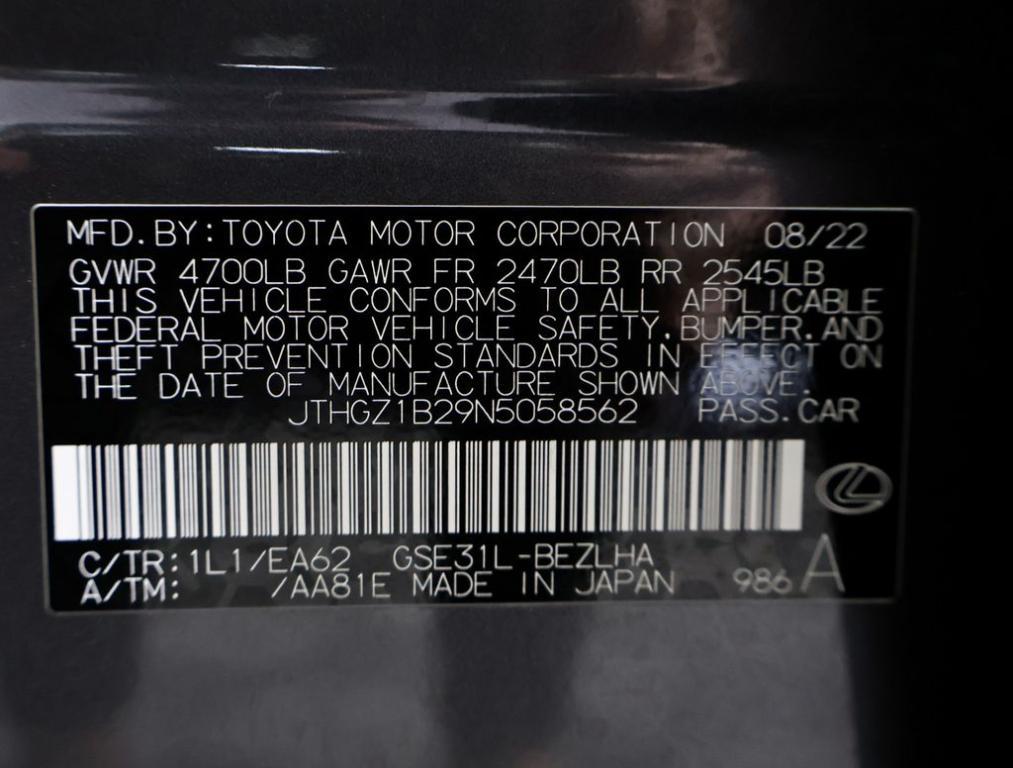 MFD.BY:TOYOTA MOTOR CORPORATION 08/22
GVWR 4700LB GAWR FR 2470LB RR 2545LB
THIS VEHICLE CONFORMS TO ALL APPLICABLE
FEDERAL MOTOR VEHICLE SAFETY.BUMPER.AND
THEFT PREVENTION STANDARDS IN EFFECT ON
THE DATE OF MANUFACTURE SHOWN ABOVE.
JTHGZ1B29N5058562 PASS.CAR
C/TR:1L1/EA62 GSE31L-BEZLHA
A/TM: /AA81E MADE IN JAPAN 986 A